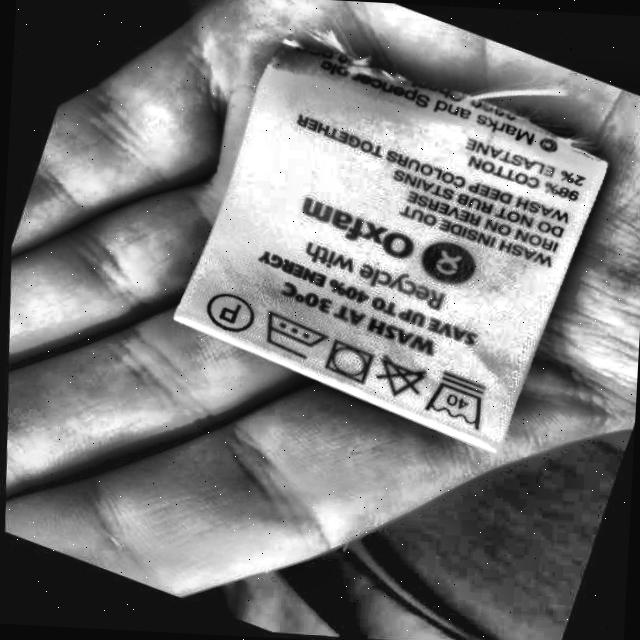 40
P
WASH AT 30°C
SAVE UP TO 40% ENERGY
Recycle with
Oxfam
WASH INSIDE OUT
IRON ON REVERSE
DO NOT RUB STAINS
WASH DEEP COLOURS TOGETHER
98% COTTON
2% ELASTANE
© Marks and Spencer plc